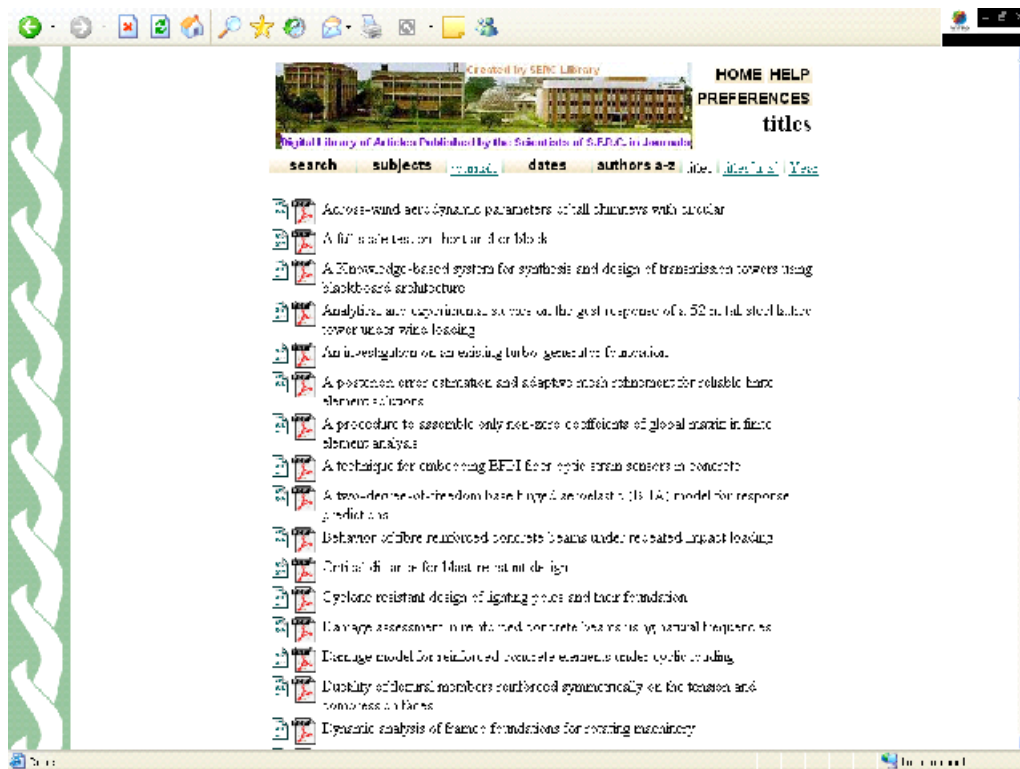 Created by SERC Library
HOME HELP
PREFERENCES
titles
Digital Library of Articles Published by the Scientists of S.E.R.C. in Journals
search subjects dates authors a-z titles Year
Across-wind aerodynamic parameters of tall chimneys with circular
A full scale test on
A Knowledge-based system for synthesis and design of transmission towers using
blackboard architecture
Analytical and experimental studies on the gust response of a 52 m tall steel lattice
tower under wind loading
An investigation on an existing turbo-generator foundation
A posteriori error estimation and adaptive mesh refinement for reliable finite
element solutions
A procedure to assemble only non-zero coefficients of global matrix in finite
element analysis
A technique for embedding EFPI fiber optic strain sensors in concrete
A two-degree-of-freedom base hinged aeroelastic (BHA) model for response
predictions
Behavior of fibre reinforced concrete beams under repeated impact loading
Critical distance for blast resistant design
Cyclone resistant design of lighting poles and their foundation
Damage assessment in reinforced concrete beams using natural frequencies
Damage model for reinforced concrete elements under cyclic loading
Ductility of flexural members reinforced symmetrically on the tension and
compression faces
Dynamic analysis of framed foundations for rotating machinery